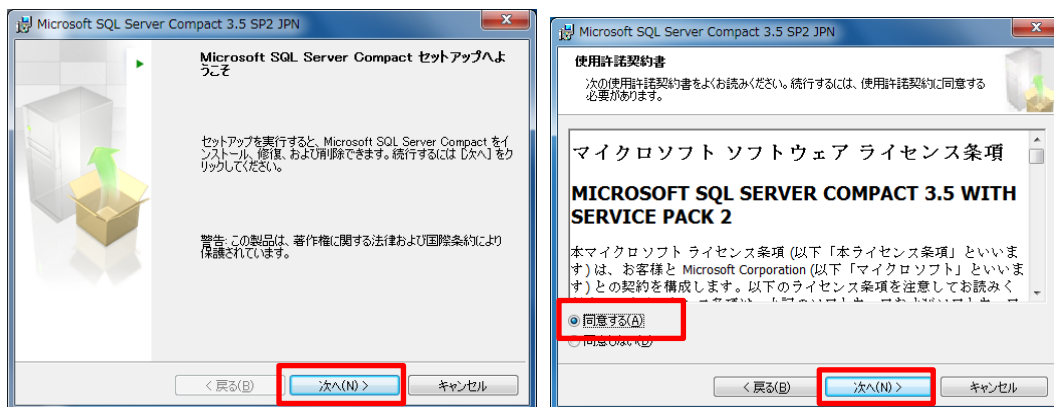 Microsoft SQL Server Compact 3.5 SP2 JPN
Microsoft SQL Server Compact セットアップへよ
うこそ
セットアップを実行すると、Microsoft SQL Server Compact をイ
ンストール、修復、および削除できます。続行するには [次へ] をク
リックしてください。
警告: この製品は、著作権に関する法律および国際条約により
保護されています。
< 戻る(B)
次へ(N) >
キャンセル
Microsoft SQL Server Compact 3.5 SP2 JPN
使用許諾契約書
次の使用許諾契約書をよくお読みください。続行するには、使用許諾契約に同意する
必要があります。
マイクロソフト ソフトウェア ライセンス条項
MICROSOFT SQL SERVER COMPACT 3.5 WITH
SERVICE PACK 2
本マイクロソフト ライセンス条項 (以下「本ライセンス条項」といいま
す) は、お客様と Microsoft Corporation (以下「マイクロソフト」といいま
す) との契約を構成します。以下のライセンス条項を注意してお読みく
同意する(A)
同意しない(D)
< 戻る(B)
次へ(N) >
キャンセル